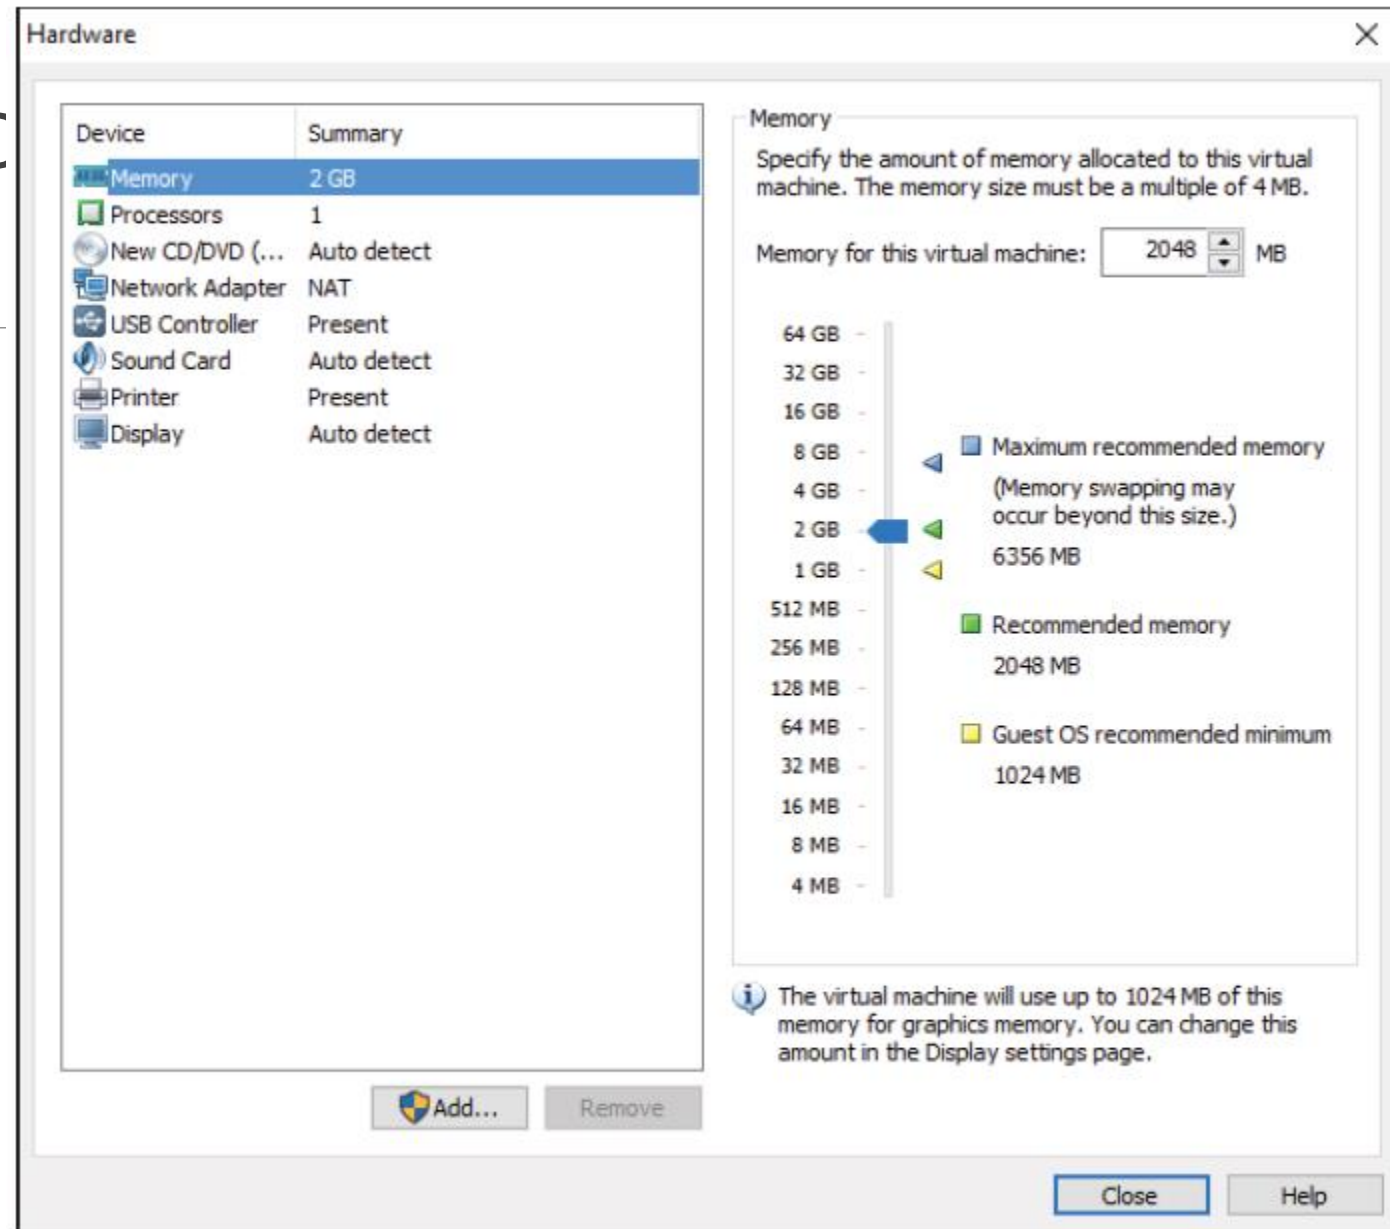 Hardware
Device Summary
Memory 2 GB
Processors 1
New CD/DVD (... Auto detect
Network Adapter NAT
USB Controller Present
Sound Card Auto detect
Printer Present
Display Auto detect
Add... Remove
Memory
Specify the amount of memory allocated to this virtual
machine. The memory size must be a multiple of 4 MB.
Memory for this virtual machine: 2048 MB
64 GB
32 GB
16 GB
8 GB
4 GB
2 GB
1 GB
512 MB
256 MB
128 MB
64 MB
32 MB
16 MB
8 MB
4 MB
Maximum recommended memory
(Memory swapping may
occur beyond this size.)
6356 MB
Recommended memory
2048 MB
Guest OS recommended minimum
1024 MB
The virtual machine will use up to 1024 MB of this
memory for graphics memory. You can change this
amount in the Display settings page.
Close Help